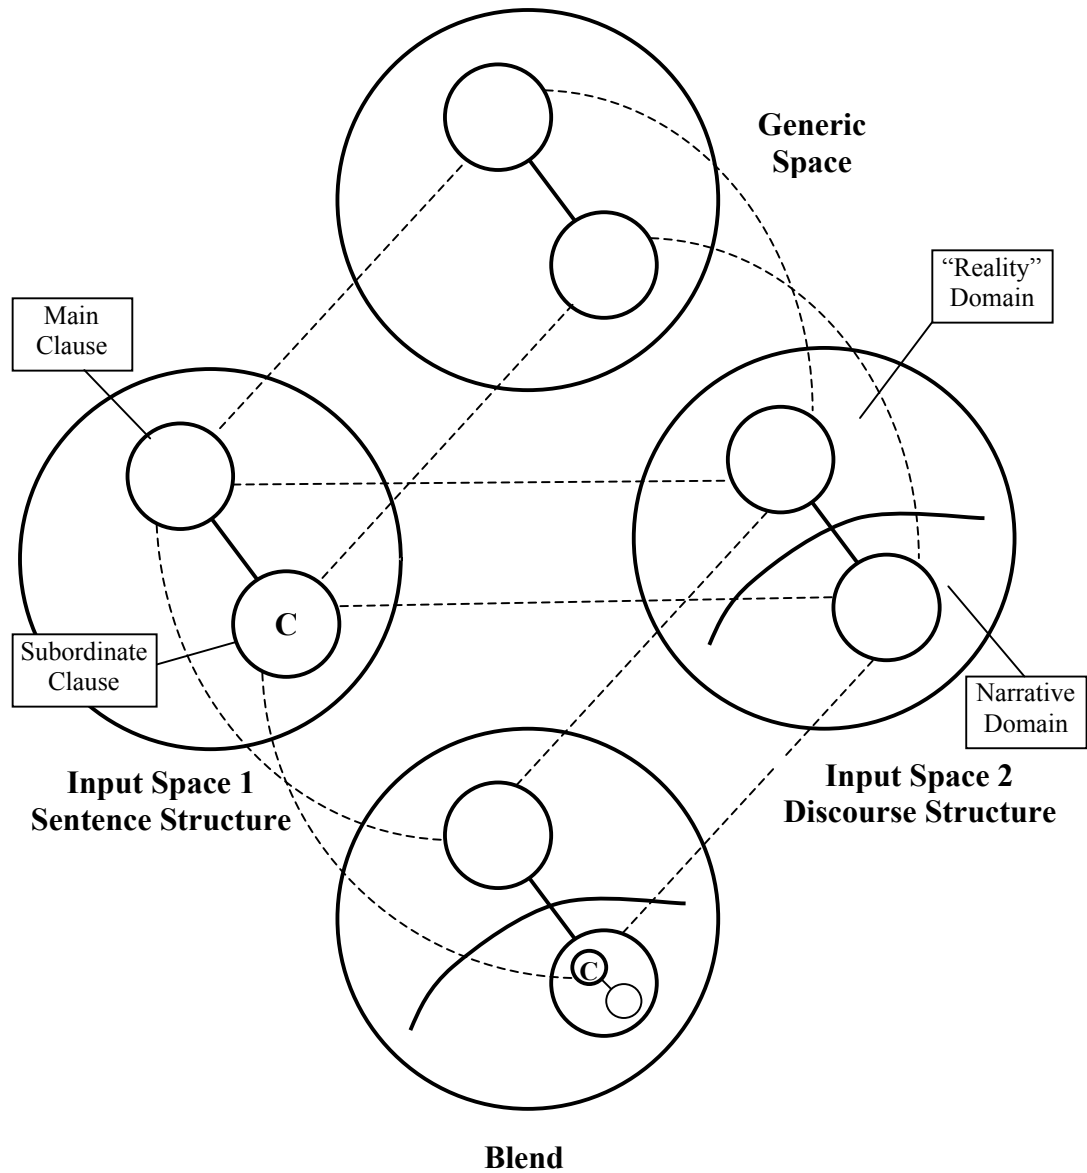 Generic
Space
“Reality”
Domain
Main
Clause
C
Subordinate
Clause
Narrative
Domain
Input Space 1
Sentence Structure
Input Space 2
Discourse Structure
C
Blend